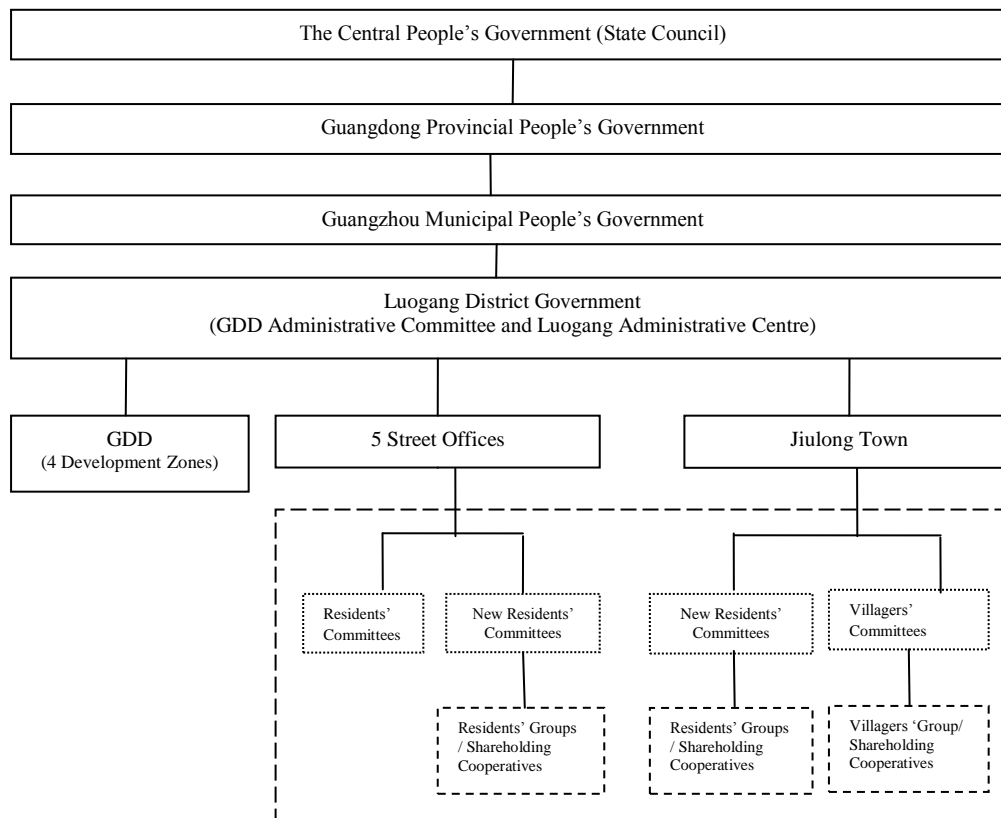 The Central People’s Government (State Council)
Guangdong Provincial People’s Government
Guangzhou Municipal People’s Government
Luogang District Government
(GDD Administrative Committee and Luogang Administrative Centre)
GDD
(4 Development Zones)
5 Street Offices
Jiulong Town
Residents’
Committees
New Residents’
Committees
New Residents’
Committees
Villagers’
Committees
Residents’ Groups
/ Shareholding
Cooperatives
Residents’ Groups
/ Shareholding
Cooperatives
Villagers ‘Group/
Shareholding
Cooperatives